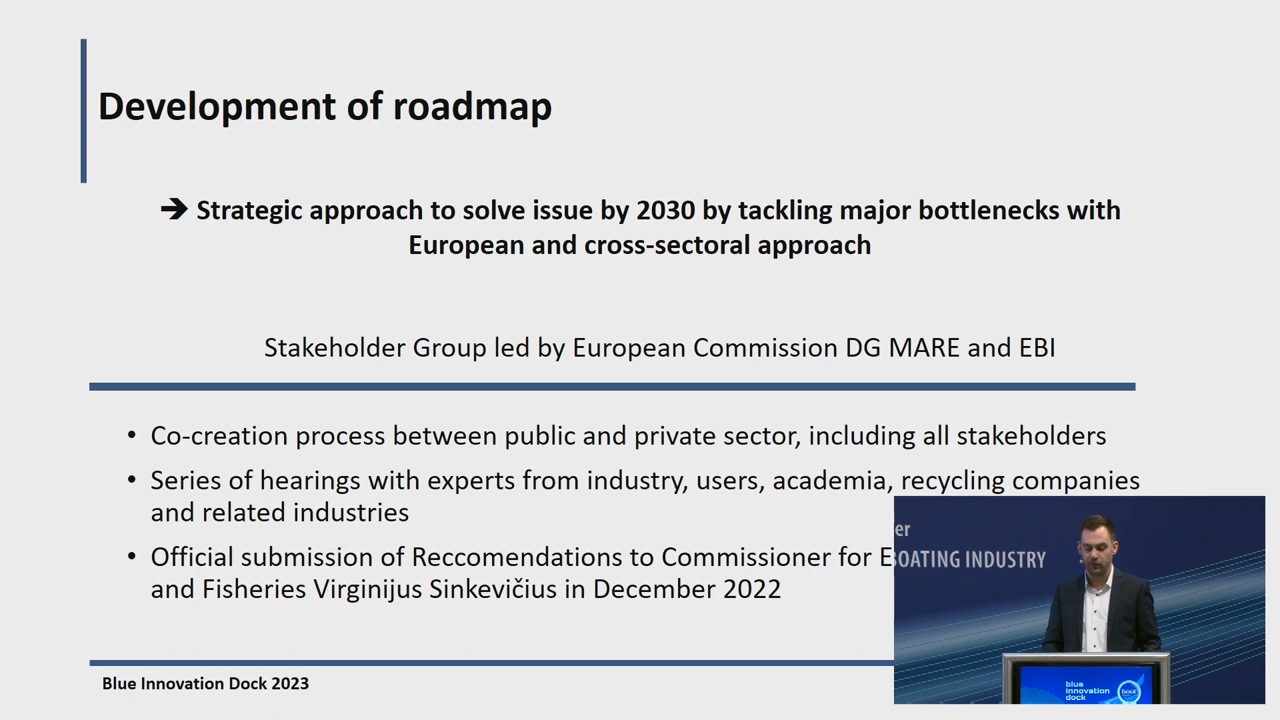 Development of roadmap
➔ Strategic approach to solve issue by 2030 by tackling major bottlenecks with
European and cross-sectoral approach
Stakeholder Group led by European Commission DG MARE and EBI
• Co-creation process between public and private sector, including all stakeholders
• Series of hearings with experts from industry, users, academia, recycling companies
and related industries
• Official submission of Reccomendations to Commissioner for E
and Fisheries Virginijus Sinkevičius in December 2022
er
BOATING INDUSTRY
blue
innovation
dock
boot
Blue Innovation Dock 2023